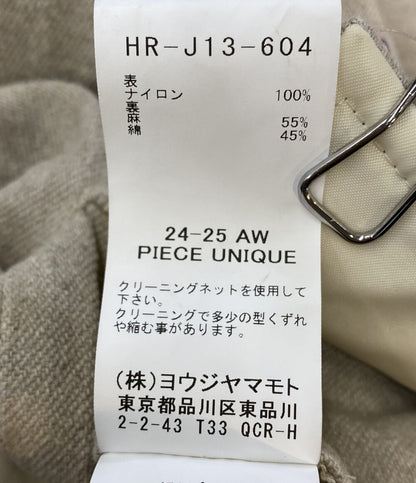 HR-J13-604
表
ナイロン 100%
裏
麻 55%
綿 45%
24-25 AW
PIECE UNIQUE
クリーニングネットを使用して
下さい。
クリーニングで多少の型くずれ
や縮む事があります。
(株)ヨウジヤマモト
東京都品川区東品川
2-2-43 T33 QCR-H